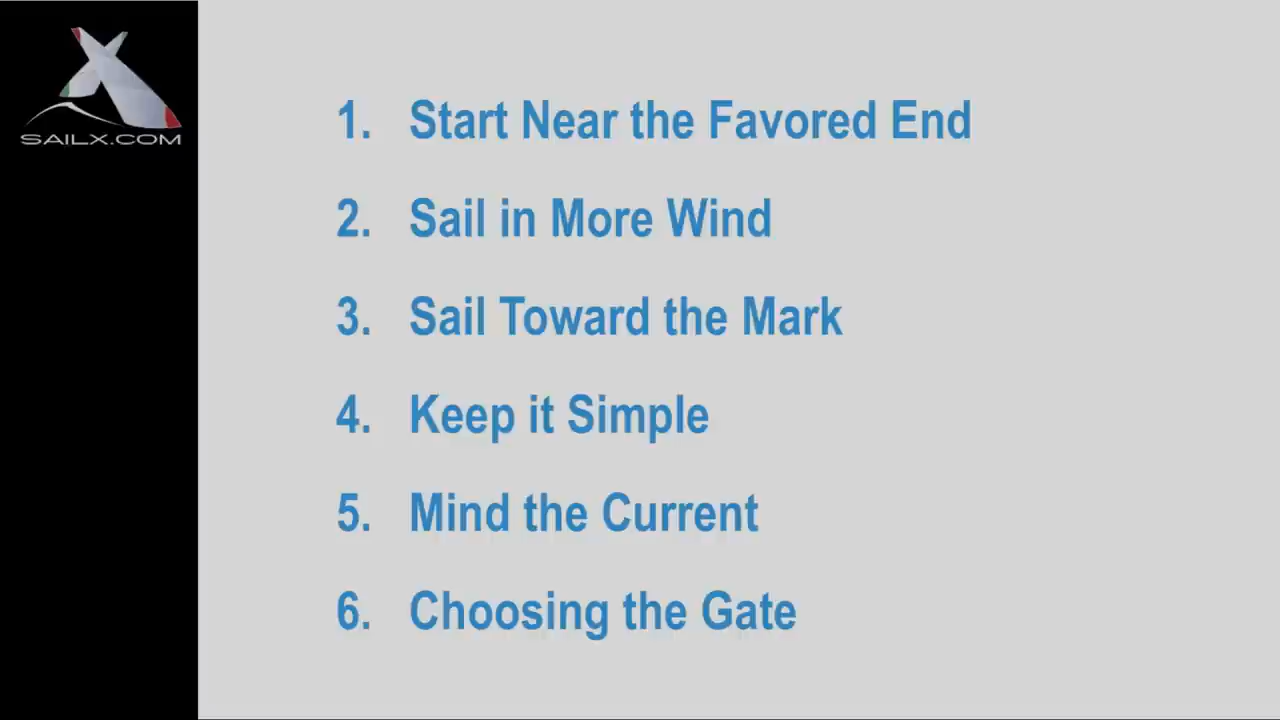 SAILX.COM
1. Start Near the Favored End
2. Sail in More Wind
3. Sail Toward the Mark
4. Keep it Simple
5. Mind the Current
6. Choosing the Gate